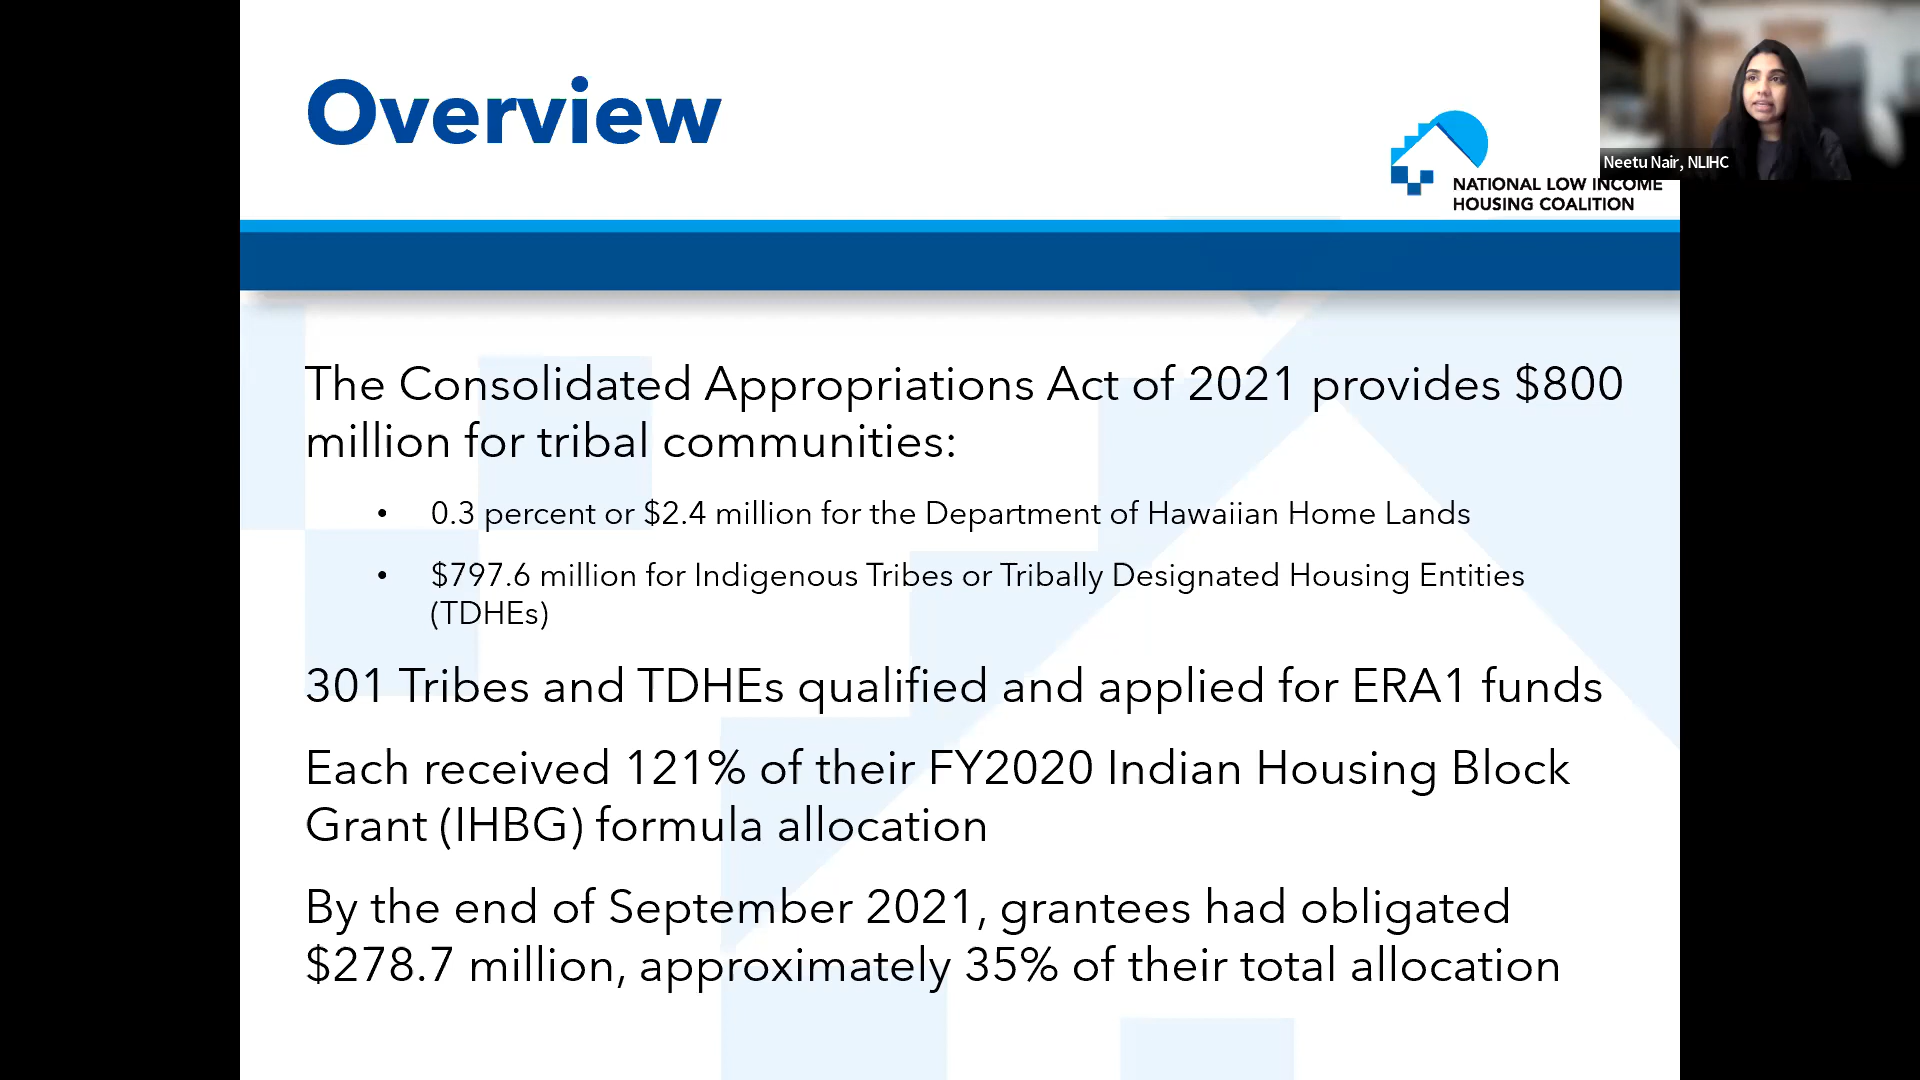 Overview
Neetu Nair, NLIHC
NATIONAL LOW INCOME
HOUSING COALITION
The Consolidated Appropriations Act of 2021 provides $800
million for tribal communities:
• 0.3 percent or $2.4 million for the Department of Hawaiian Home Lands
• $797.6 million for Indigenous Tribes or Tribally Designated Housing Entities
(TDHEs)
301 Tribes and TDHEs qualified and applied for ERA1 funds
Each received 121% of their FY2020 Indian Housing Block
Grant (IHBG) formula allocation
By the end of September 2021, grantees had obligated
$278.7 million, approximately 35% of their total allocation